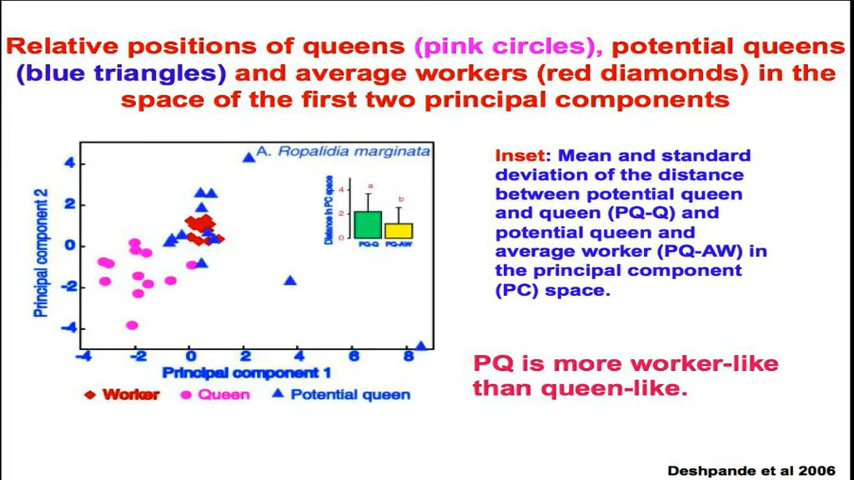 Relative positions of queens (pink circles), potential queens
(blue triangles) and average workers (red diamonds) in the
space of the first two principal components
A. Ropalidia marginata
Principal component 2
4
2
0
-2
-4
-4
-2
0
2
4
6
8
Principal component 1
Worker
Queen
Potential queen
Distance in PC space
4
2
0
a
b
PQ-Q
PQ-AW
Inset: Mean and standard
deviation of the distance
between potential queen
and queen (PQ-Q) and
potential queen and
average worker (PQ-AW) in
the principal component
(PC) space.
PQ is more worker-like
than queen-like.
Deshpande et al 2006